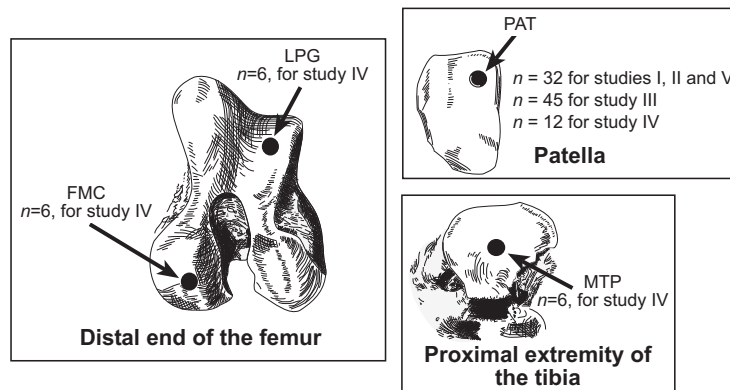 LPG
n=6, for study IV
FMC
n=6, for study IV
Distal end of the femur
PAT
n = 32 for studies I, II and V
n = 45 for study III
n = 12 for study IV
Patella
MTP
n=6, for study IV
Proximal extremity of
the tibia